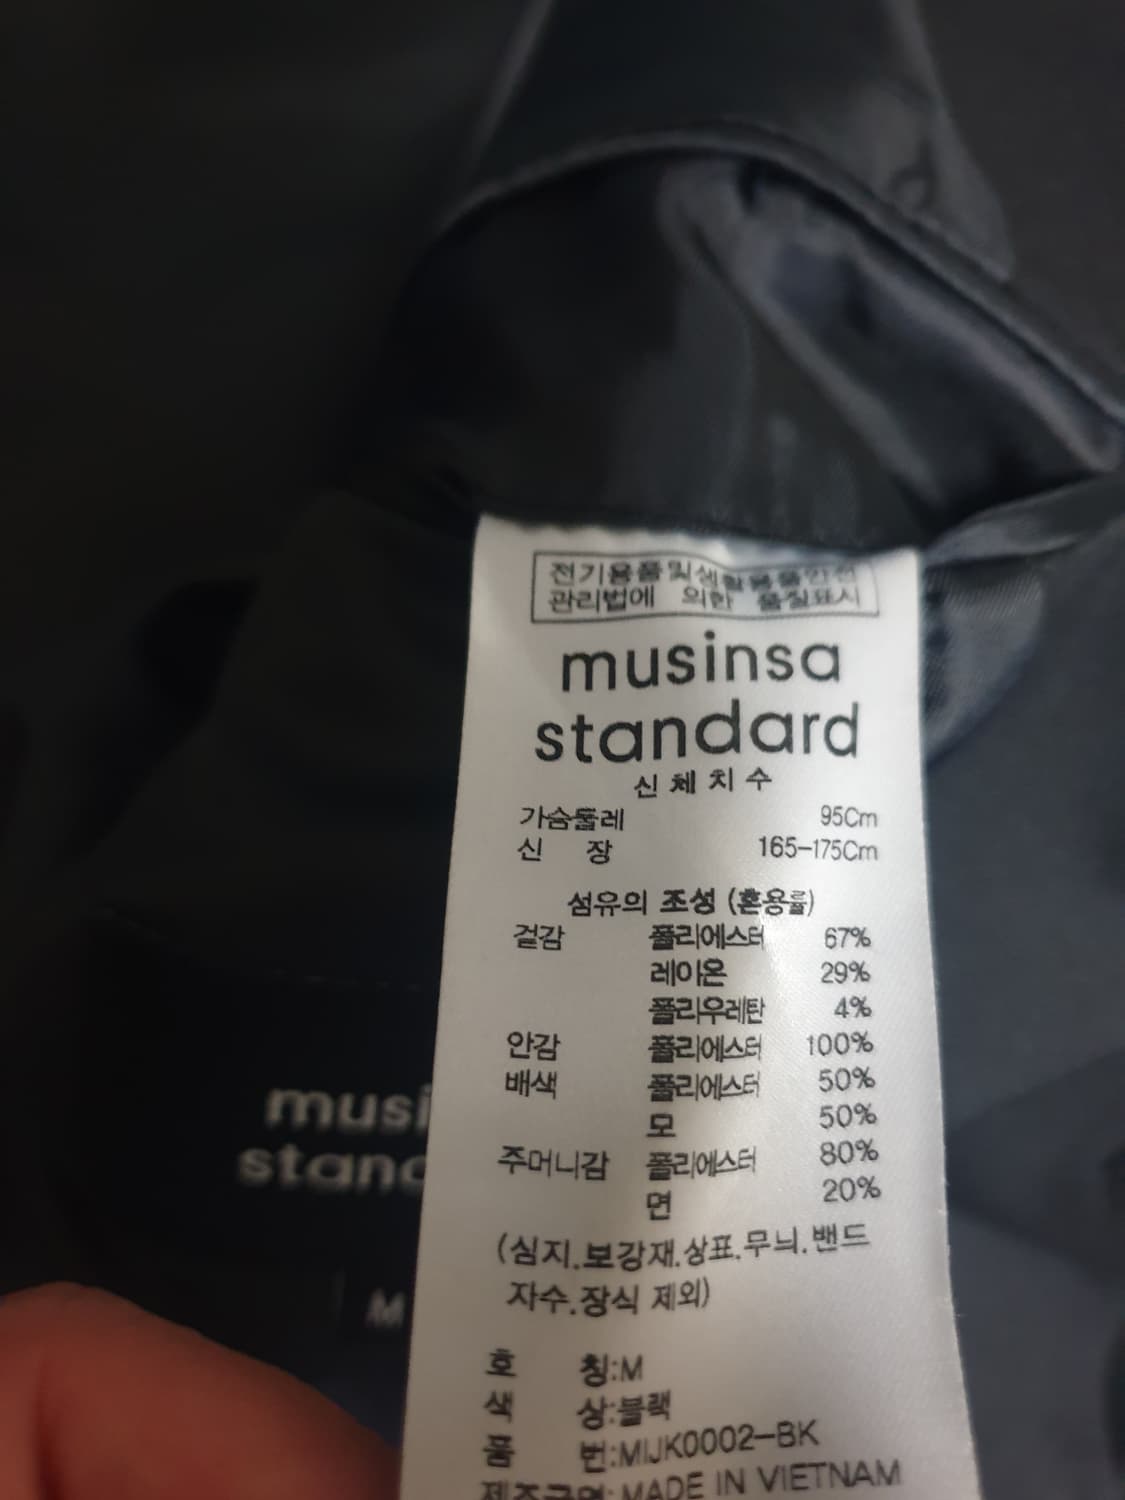 전기용품및생활용품안전
관리법에 의한 품질표시
musinsa
standard
신체치수
가슴둘레 95Cm
신 장 165-175Cm
섬유의 조성 (혼용률)
겉감 폴리에스터 67%
레이온 29%
폴리우레탄 4%
안감 폴리에스터 100%
배색 폴리에스터 50%
모 50%
주머니감 폴리에스터 80%
면 20%
(심지.보강재.상표.무늬.밴드
자수.장식 제외)
호 칭:M
색 상:블랙
품 번:MIJK0002-BK
제조국명: MADE IN VIETNAM
musi
stand
M